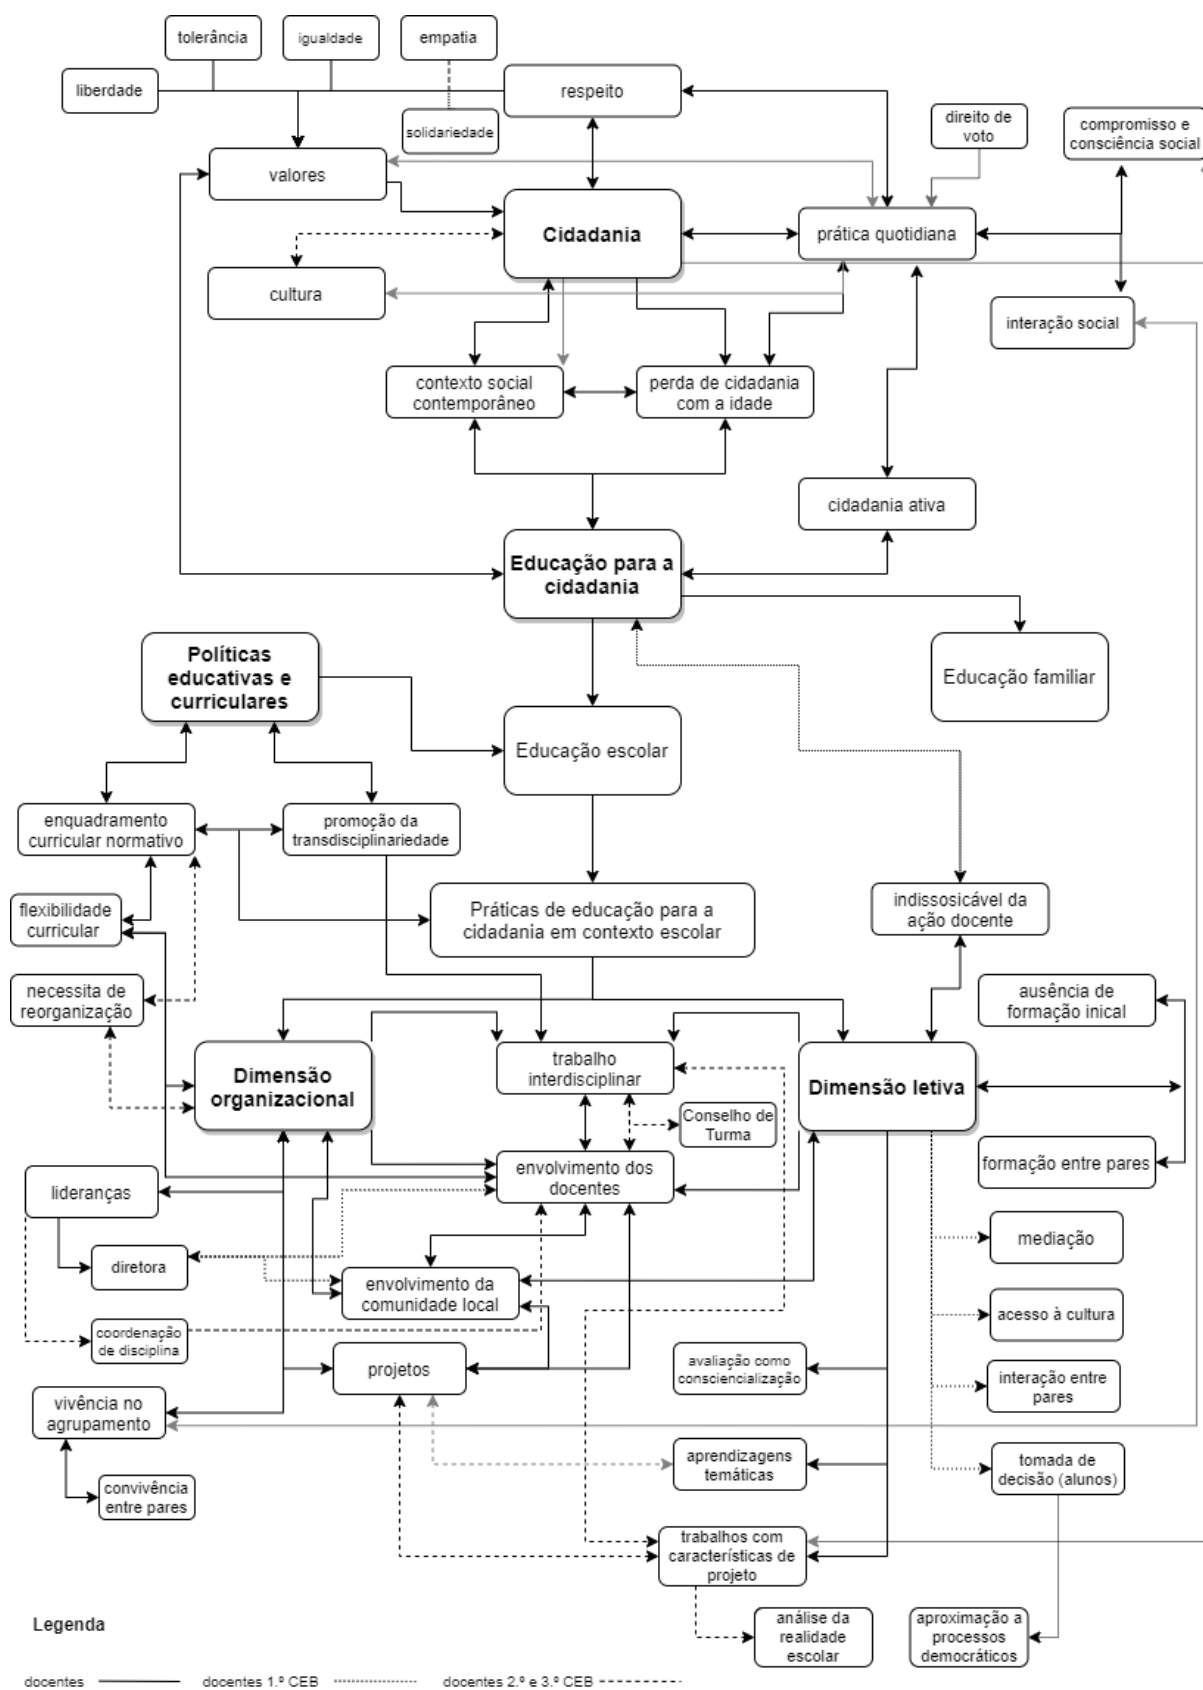 tolerância
igualdade
empatia
liberdade
respeito
solidariedade
direito de
voto
compromisso e
consciência social
valores
Cidadania
prática quotidiana
cultura
interação social
contexto social
contemporâneo
perda de cidadania
com a idade
cidadania ativa
Educação para a
cidadania
Políticas
educativas e
curriculares
Educação familiar
Educação escolar
enquadramento
curricular normativo
promoção da
transdisciplinariedade
flexibilidade
curricular
Práticas de educação para a
cidadania em contexto escolar
indissosicável da
ação docente
necessita de
reorganização
ausência de
formação inical
Dimensão
organizacional
trabalho
interdisciplinar
Dimensão letiva
Conselho de
Turma
lideranças
envolvimento dos
docentes
formação entre pares
diretora
envolvimento da
comunidade local
mediação
coordenação
de disciplina
acesso à cultura
projetos
avaliação como
consciencialização
interação entre
pares
vivência no
agrupamento
aprendizagens
temáticas
tomada de
decisão (alunos)
convivência
entre pares
trabalhos com
características de
projeto
análise da
realidade
escolar
aproximação a
processos
democráticos
Legenda
docentes
docentes 1.º CEB
docentes 2.º e 3.º CEB